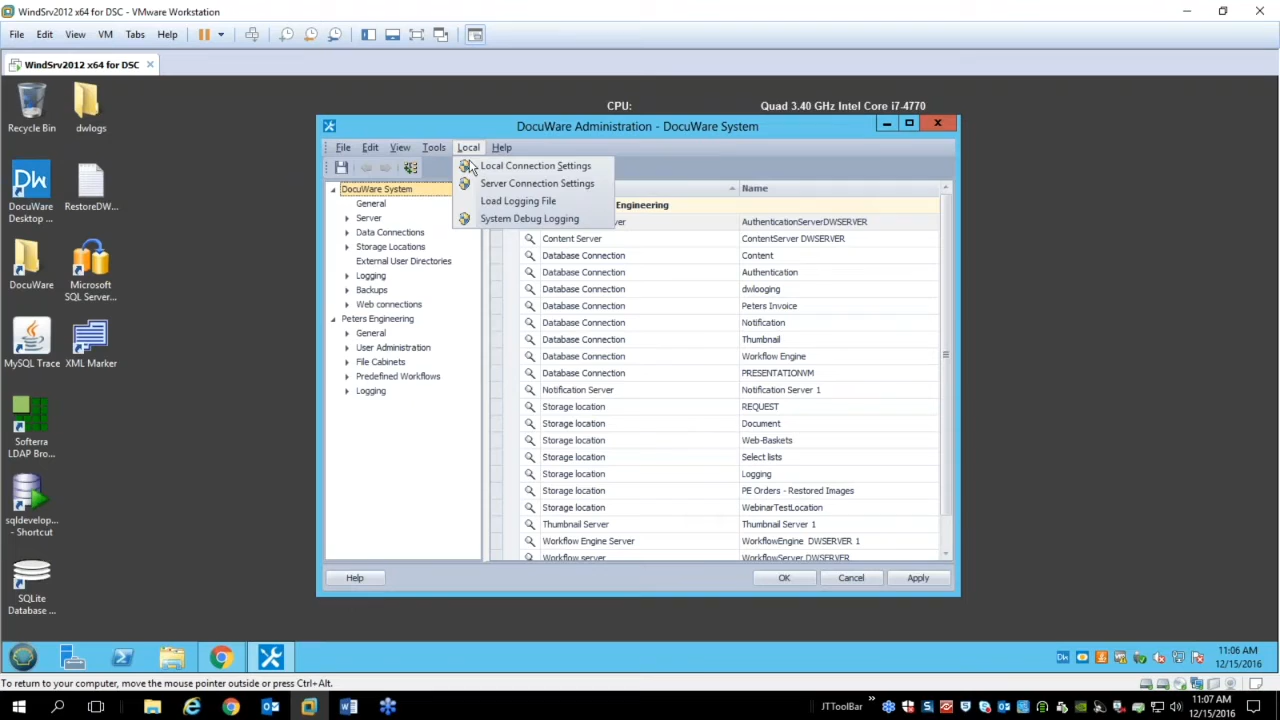 WindSrv2012 x64 for DSC - VMware Workstation
File Edit View VM Tabs Help
WindSrv2012 x64 for DSC
Recycle Bin
dwlogs
DocuWare
Desktop ...
RestoreDW...
DocuWare
Microsoft
SQL Server...
MySQL Trace
XML Marker
Softerra
LDAP Bro...
sqldevelop...
- Shortcut
SQLite
Database ...
CPU: Quad 3.40 GHz Intel Core i7-4770
DocuWare Administration - DocuWare System
File Edit View Tools Local Help
Local Connection Settings
Server Connection Settings
Load Logging File
System Debug Logging
DocuWare System
General
Server
Data Connections
Storage Locations
External User Directories
Logging
Backups
Web connections
Peters Engineering
General
User Administration
File Cabinets
Predefined Workflows
Logging
Name
Engineering
ver AuthenticationServerDWSERVER
Content Server ContentServer DWSERVER
Database Connection Content
Database Connection Authentication
Database Connection dwlooging
Database Connection Peters Invoice
Database Connection Notification
Database Connection Thumbnail
Database Connection Workflow Engine
Database Connection PRESENTATIONVM
Notification Server Notification Server 1
Storage location REQUEST
Storage location Document
Storage location Web-Baskets
Storage location Select lists
Storage location Logging
Storage location PE Orders - Restored Images
Storage location WebinarTestLocation
Thumbnail Server Thumbnail Server 1
Workflow Engine Server WorkflowEngine DWSERVER 1
Workflow server WorkflowServer DWSERVER
Help OK Cancel Apply
11:06 AM
12/15/2016
To return to your computer, move the mouse pointer outside or press Ctrl+Alt.
JTToolBar
11:07 AM
12/15/2016